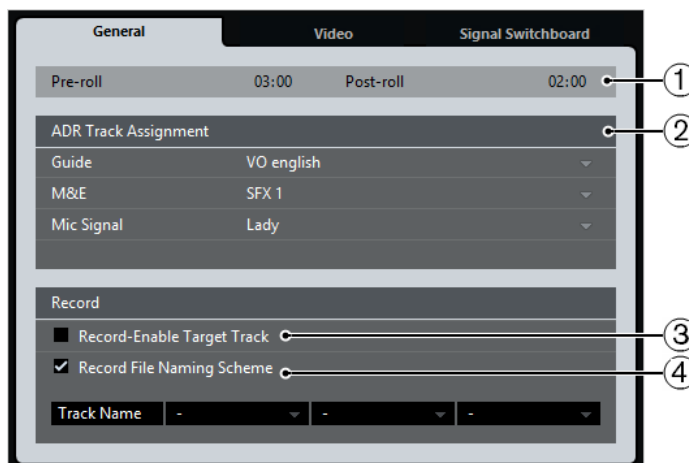 General Video Signal Switchboard
Pre-roll 03:00 Post-roll 02:00 1
ADR Track Assignment 2
Guide VO english
M&E SFX 1
Mic Signal Lady
Record
Record-Enable Target Track 3
Record File Naming Scheme 4
Track Name - - -